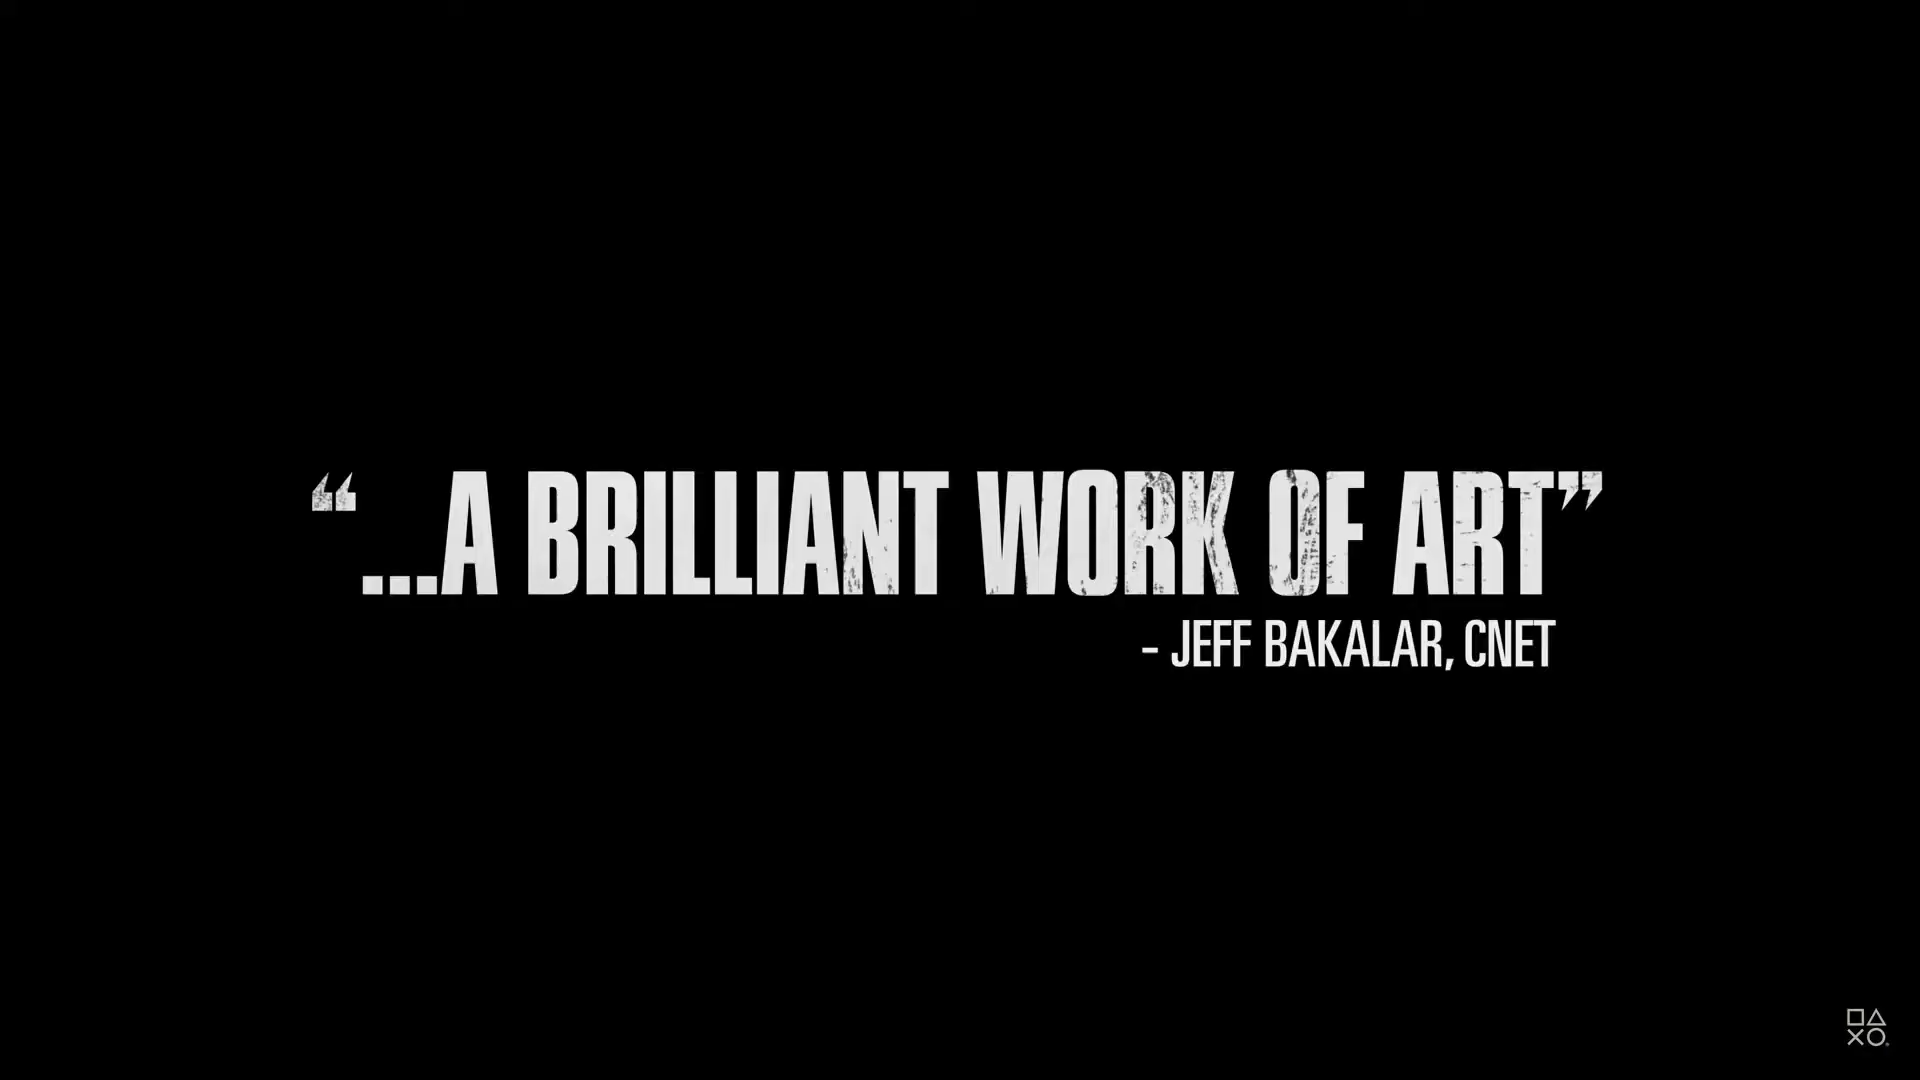 “...A BRILLIANT WORK OF ART”
- JEFF BAKALAR, CNET